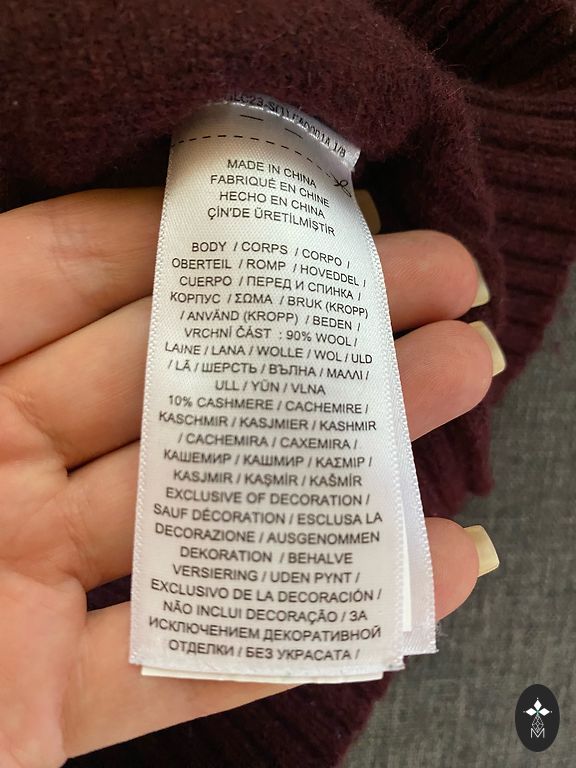 MADE IN CHINA
FABRIQUÉ EN CHINE
HECHO EN CHINA
ÇİN'DE ÜRETİLMİŞTİR
BODY / CORPS / CORPO /
OBERTEIL / ROMP / HOVEDDEL /
CUERPO / ПЕРЕД И СПИНКА /
КОРПУС / ΣΩΜΑ / BRUK (KROPP)
/ ANVÄND (KROPP) / BEDEN /
VRCHNÍ ČÁST : 90% WOOL /
LAINE / LANA / WOLLE / WOL / ULD
/ LÃ / ШЕРСТЬ / ВЪЛНА / ΜΑΛΛΙ /
ULL / YÜN / VLNA
10% CASHMERE / CACHEMIRE /
KASCHMIR / KASJMIER / KASHMIR
/ CACHEMIRA / CAXEMIRA /
КАШЕМИР / КАШМИР / ΚΑΣΜΙΡ /
KASJMIR / KAŞMİR / KAŠMÍR
EXCLUSIVE OF DECORATION /
SAUF DÉCORATION / ESCLUSA LA
DECORAZIONE / AUSGENOMMEN
DEKORATION / BEHALVE
VERSIERING / UDEN PYNT /
EXCLUSIVO DE LA DECORACIÓN /
NÃO INCLUI DECORAÇÃO / ЗА
ИСКЛЮЧЕНИЕМ ДЕКОРАТИВНОЙ
ОТДЕЛКИ / БЕЗ УКРАСАТА /
M